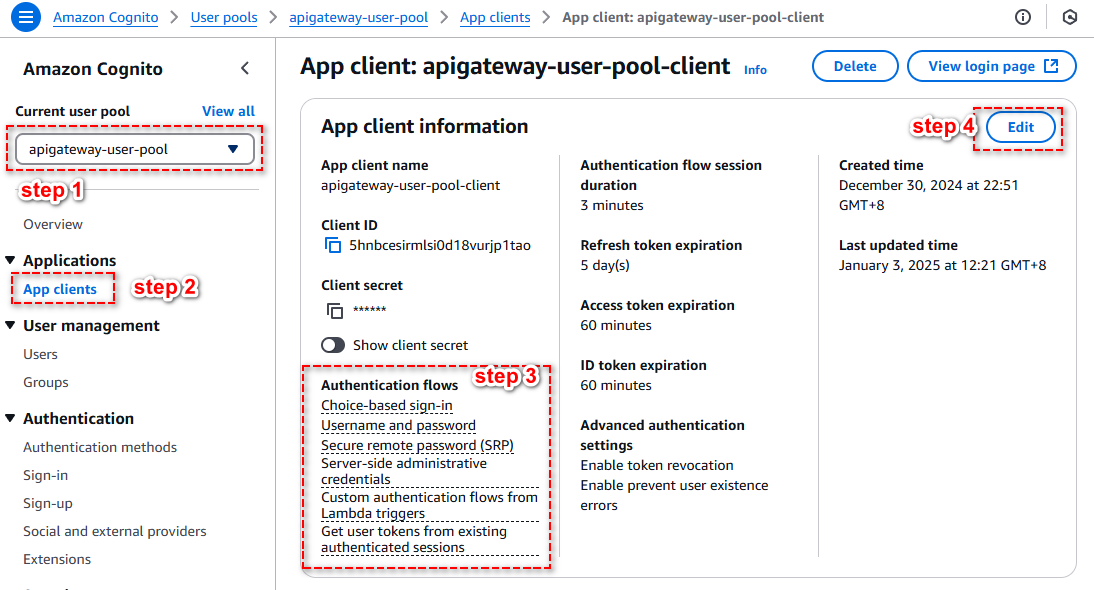 Amazon Cognito > User pools > apigateway-user-pool > App clients > App client: apigateway-user-pool-client
Amazon Cognito
Current user pool View all
apigateway-user-pool
step 1
Overview
Applications
App clients
step 2
User management
Users
Groups
Authentication
Authentication methods
Sign-in
Sign-up
Social and external providers
Extensions
App client: apigateway-user-pool-client Info
Delete
View login page
App client information
step 4
Edit
App client name
apigateway-user-pool-client
Client ID
5hnbcesirmlsi0d18vurjp1tao
Client secret
******
Show client secret
step 3
Authentication flows
Choice-based sign-in
Username and password
Secure remote password (SRP)
Server-side administrative
credentials
Custom authentication flows from
Lambda triggers
Get user tokens from existing
authenticated sessions
Authentication flow session
duration
3 minutes
Refresh token expiration
5 day(s)
Access token expiration
60 minutes
ID token expiration
60 minutes
Advanced authentication
settings
Enable token revocation
Enable prevent user existence
errors
Created time
December 30, 2024 at 22:51
GMT+8
Last updated time
January 3, 2025 at 12:21 GMT+8